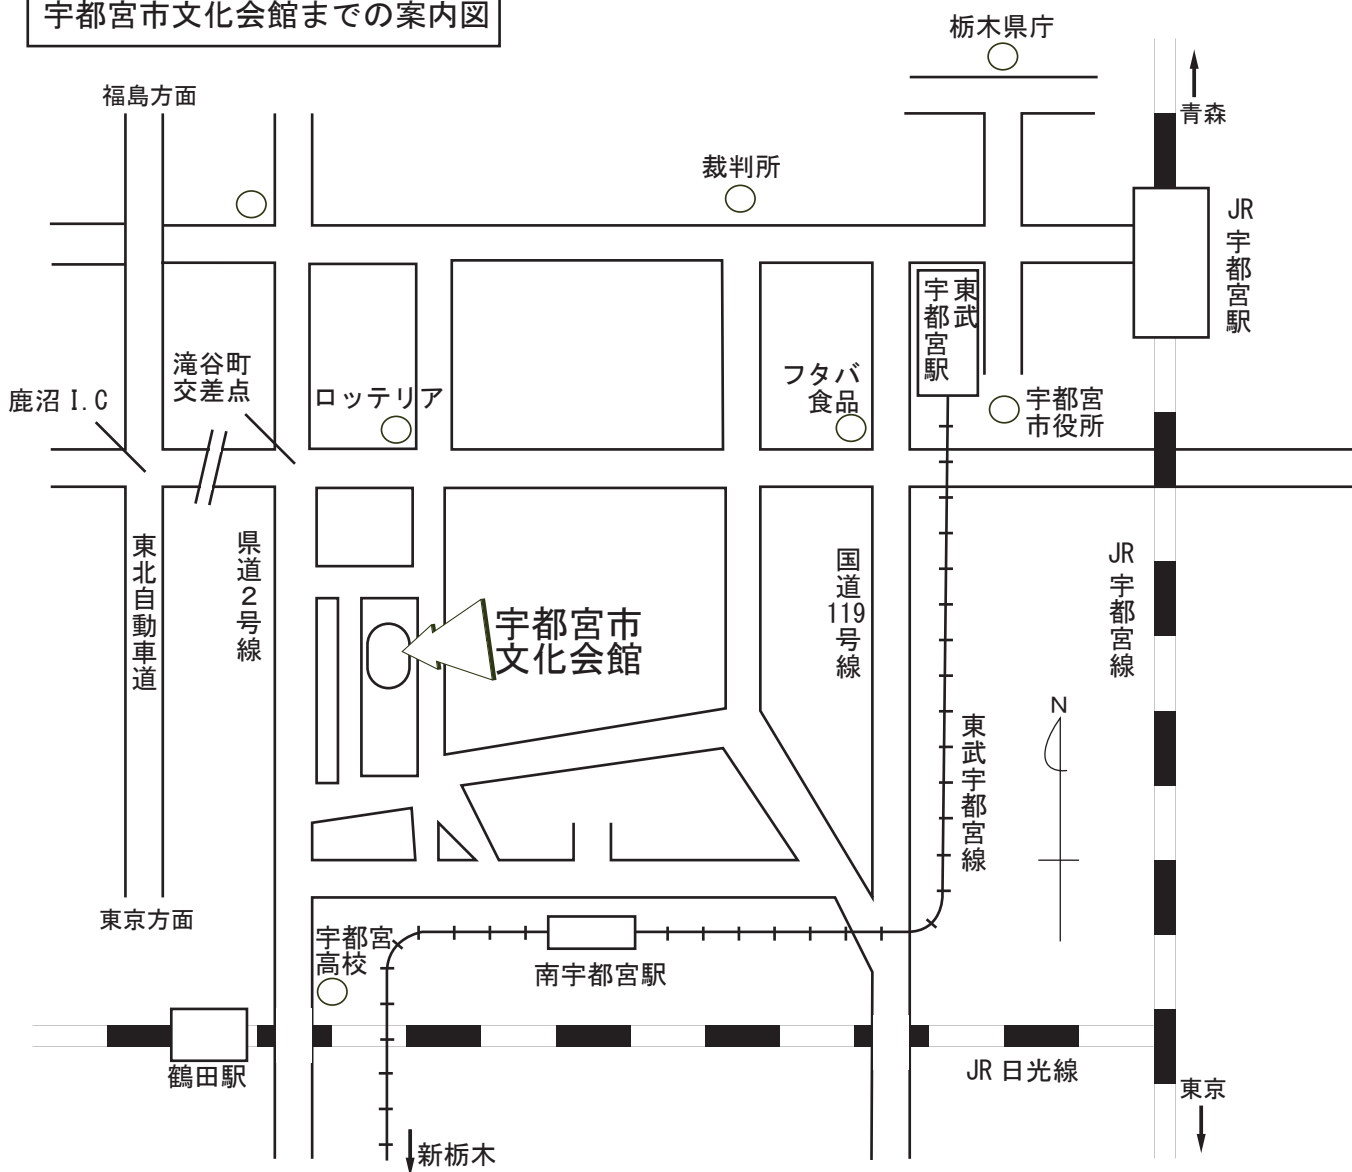 宇都宮市文化会館までの案内図
栃木県庁
福島方面
青森
裁判所
JR
宇都宮駅
東武
宇都宮駅
滝谷町
交差点
フタバ
食品
ロッテリア
鹿沼 I.C
宇都宮
市役所
東北自動車道
県道2号線
国道119号線
JR
宇都宮線
宇都宮市
文化会館
N
東武宇都宮線
東京方面
宇都宮
高校
南宇都宮駅
鶴田駅
JR 日光線
東京
新栃木